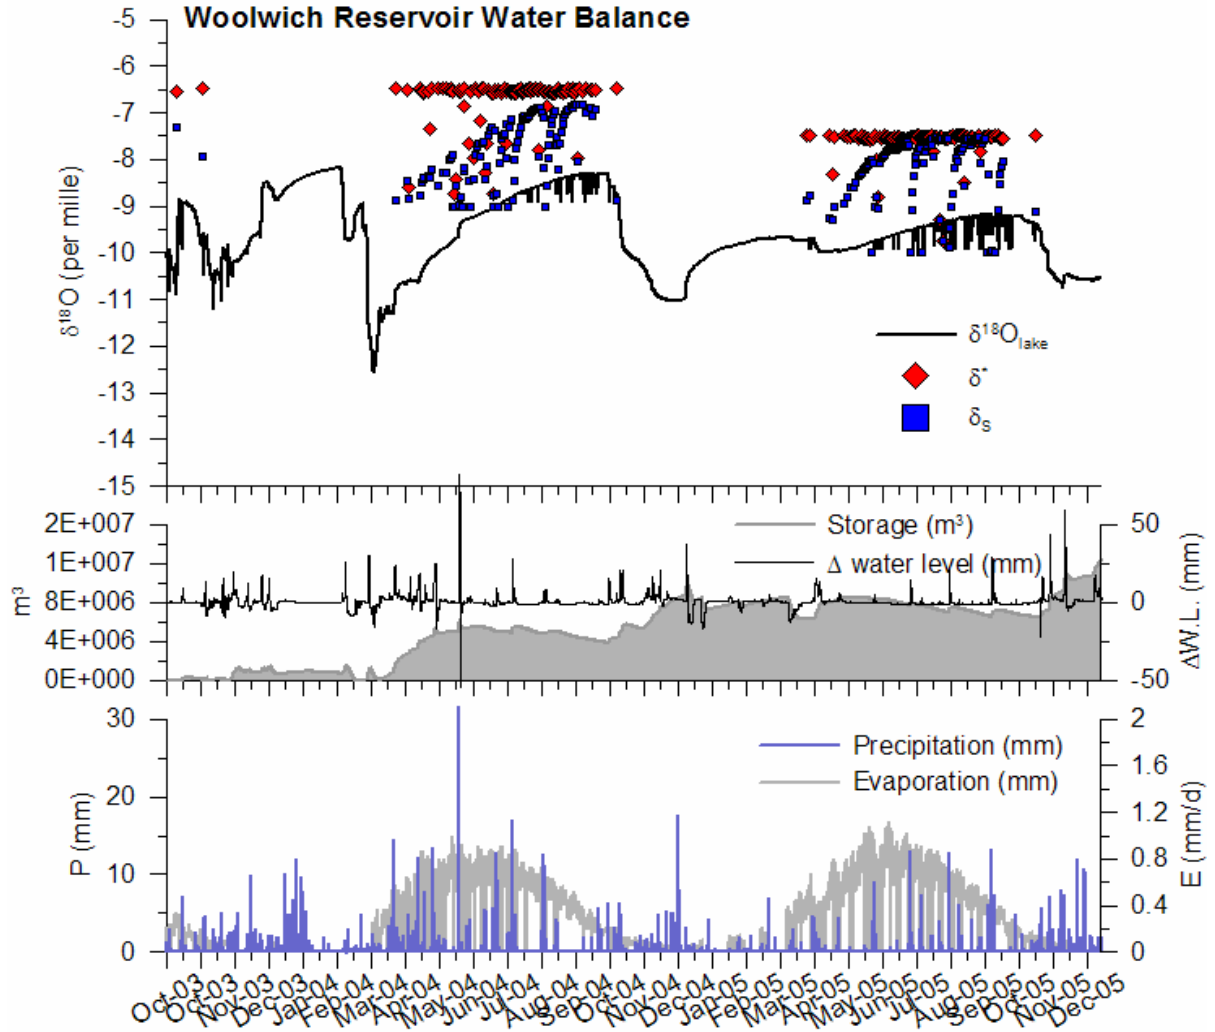 Woolwich Reservoir Water Balance
-5
-6
-7
-8
-9
-10
-11
-12
-13
-14
-15
δ¹⁸O (per mille)
δ¹⁸O_lake
δ*
δ_S
2E+007
1E+007
8E+006
4E+006
0E+000
m³
Storage (m³)
Δ water level (mm)
50
0
-50
ΔW.L. (mm)
30
20
10
0
P (mm)
Precipitation (mm)
Evaporation (mm)
2
1.6
1.2
0.8
0.4
0
E (mm/d)
Oct-03
Oct-03
Nov-03
Dec-03
Jan-04
Feb-04
Mar-04
Apr-04
May-04
Jun-04
Jul-04
Aug-04
Sep-04
Oct-04
Nov-04
Dec-04
Jan-05
Feb-05
Mar-05
Apr-05
May-05
Jun-05
Jul-05
Aug-05
Sep-05
Oct-05
Nov-05
Dec-05